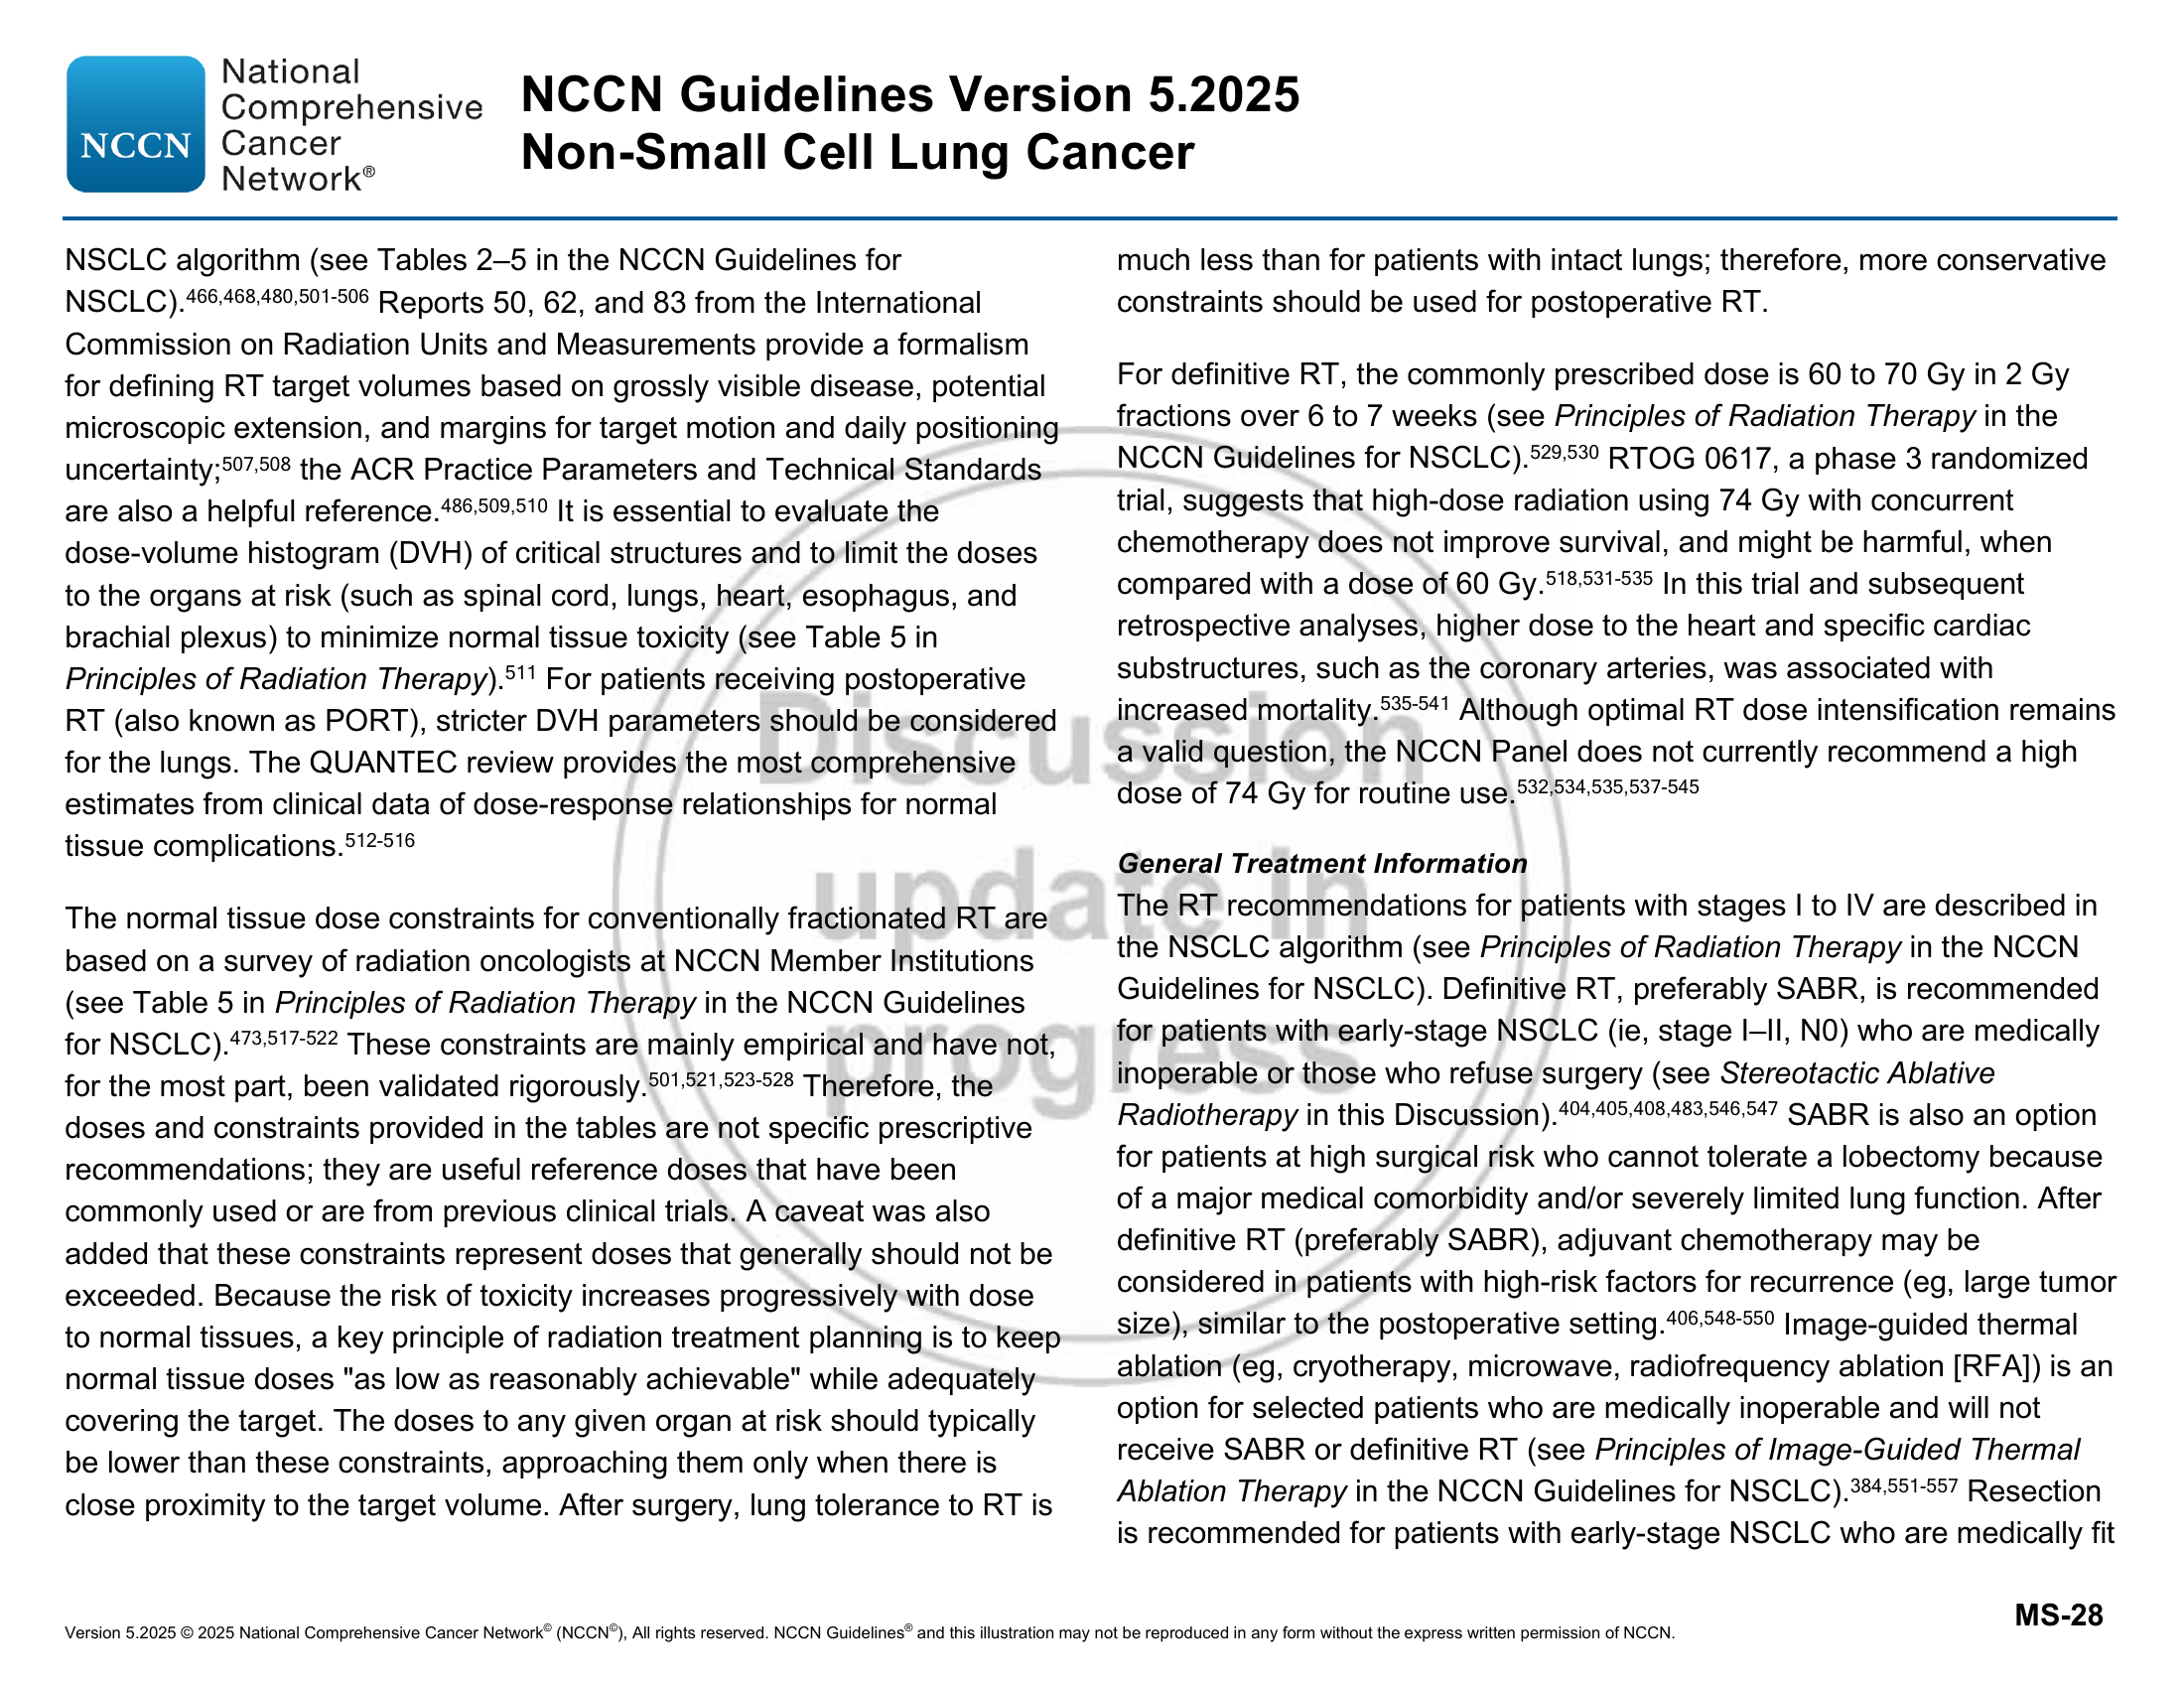 NCCN
National
Comprehensive
Cancer
Network®
NCCN Guidelines Version 5.2025
Non-Small Cell Lung Cancer
NSCLC algorithm (see Tables 2–5 in the NCCN Guidelines for
NSCLC).466,468,480,501-506 Reports 50, 62, and 83 from the International
Commission on Radiation Units and Measurements provide a formalism
for defining RT target volumes based on grossly visible disease, potential
microscopic extension, and margins for target motion and daily positioning
uncertainty;507,508 the ACR Practice Parameters and Technical Standards
are also a helpful reference.486,509,510 It is essential to evaluate the
dose-volume histogram (DVH) of critical structures and to limit the doses
to the organs at risk (such as spinal cord, lungs, heart, esophagus, and
brachial plexus) to minimize normal tissue toxicity (see Table 5 in
Principles of Radiation Therapy).511 For patients receiving postoperative
RT (also known as PORT), stricter DVH parameters should be considered
for the lungs. The QUANTEC review provides the most comprehensive
estimates from clinical data of dose-response relationships for normal
tissue complications.512-516
The normal tissue dose constraints for conventionally fractionated RT are
based on a survey of radiation oncologists at NCCN Member Institutions
(see Table 5 in Principles of Radiation Therapy in the NCCN Guidelines
for NSCLC).473,517-522 These constraints are mainly empirical and have not,
for the most part, been validated rigorously.501,521,523-528 Therefore, the
doses and constraints provided in the tables are not specific prescriptive
recommendations; they are useful reference doses that have been
commonly used or are from previous clinical trials. A caveat was also
added that these constraints represent doses that generally should not be
exceeded. Because the risk of toxicity increases progressively with dose
to normal tissues, a key principle of radiation treatment planning is to keep
normal tissue doses "as low as reasonably achievable" while adequately
covering the target. The doses to any given organ at risk should typically
be lower than these constraints, approaching them only when there is
close proximity to the target volume. After surgery, lung tolerance to RT is
much less than for patients with intact lungs; therefore, more conservative
constraints should be used for postoperative RT.
For definitive RT, the commonly prescribed dose is 60 to 70 Gy in 2 Gy
fractions over 6 to 7 weeks (see Principles of Radiation Therapy in the
NCCN Guidelines for NSCLC).529,530 RTOG 0617, a phase 3 randomized
trial, suggests that high-dose radiation using 74 Gy with concurrent
chemotherapy does not improve survival, and might be harmful, when
compared with a dose of 60 Gy.518,531-535 In this trial and subsequent
retrospective analyses, higher dose to the heart and specific cardiac
substructures, such as the coronary arteries, was associated with
increased mortality.535-541 Although optimal RT dose intensification remains
a valid question, the NCCN Panel does not currently recommend a high
dose of 74 Gy for routine use.532,534,535,537-545
General Treatment Information
The RT recommendations for patients with stages I to IV are described in
the NSCLC algorithm (see Principles of Radiation Therapy in the NCCN
Guidelines for NSCLC). Definitive RT, preferably SABR, is recommended
for patients with early-stage NSCLC (ie, stage I–II, N0) who are medically
inoperable or those who refuse surgery (see Stereotactic Ablative
Radiotherapy in this Discussion).404,405,408,483,546,547 SABR is also an option
for patients at high surgical risk who cannot tolerate a lobectomy because
of a major medical comorbidity and/or severely limited lung function. After
definitive RT (preferably SABR), adjuvant chemotherapy may be
considered in patients with high-risk factors for recurrence (eg, large tumor
size), similar to the postoperative setting.406,548-550 Image-guided thermal
ablation (eg, cryotherapy, microwave, radiofrequency ablation [RFA]) is an
option for selected patients who are medically inoperable and will not
receive SABR or definitive RT (see Principles of Image-Guided Thermal
Ablation Therapy in the NCCN Guidelines for NSCLC).384,551-557 Resection
is recommended for patients with early-stage NSCLC who are medically fit
Discussion
update in
progress
MS-28
Version 5.2025 © 2025 National Comprehensive Cancer Network© (NCCN©), All rights reserved. NCCN Guidelines® and this illustration may not be reproduced in any form without the express written permission of NCCN.